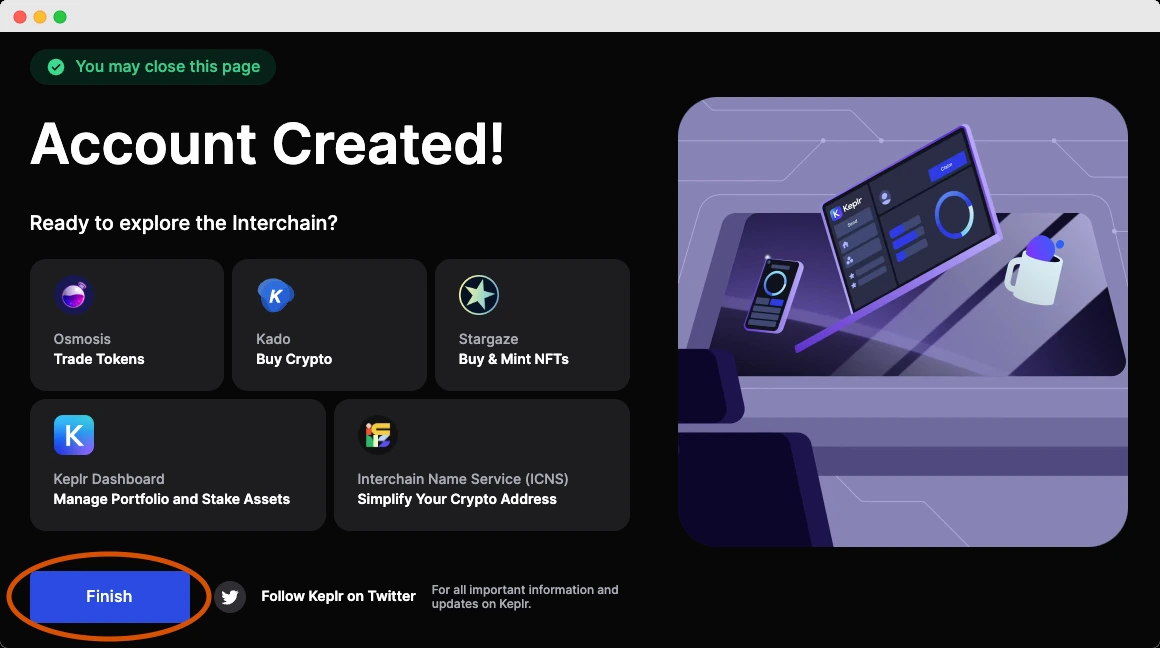 You may close this page
Account Created!
Ready to explore the Interchain?
Osmosis
Trade Tokens
K
Kado
Buy Crypto
Stargaze
Buy & Mint NFTs
K
Keplr Dashboard
Manage Portfolio and Stake Assets
Interchain Name Service (ICNS)
Simplify Your Crypto Address
Finish
Follow Keplr on Twitter
For all important information and
updates on Keplr.
K Keplr